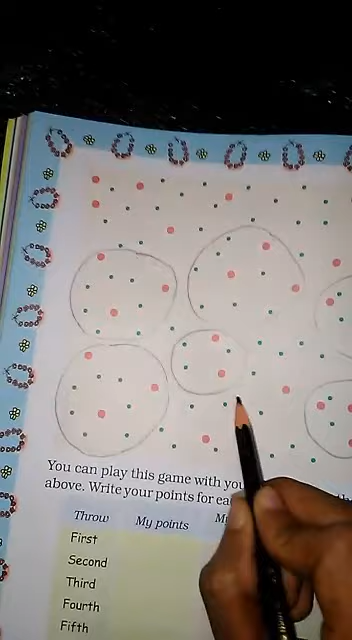 You can play this game with you
above. Write your points for ea
Throw My points
First
Second
Third
Fourth
Fifth